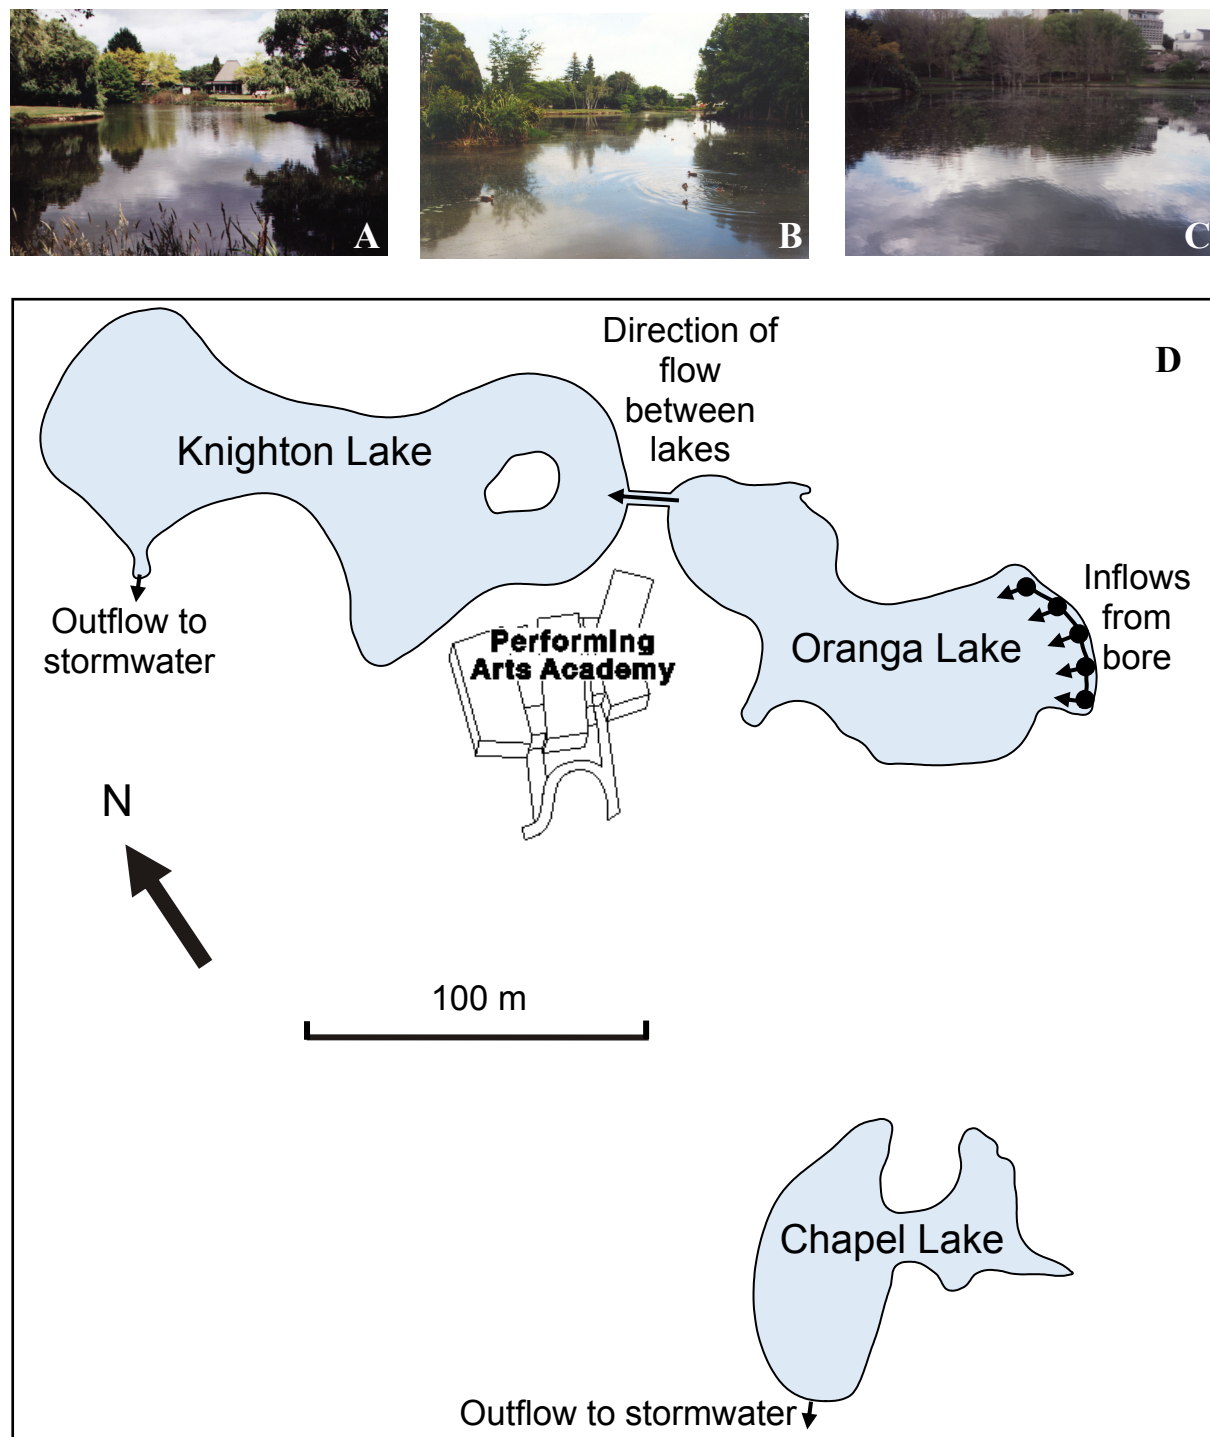 A
B
C
D
Direction of
flow
between
lakes
Knighton Lake
Inflows
from
bore
Outflow to
stormwater
Performing
Arts Academy
Oranga Lake
N
100 m
Chapel Lake
Outflow to stormwater